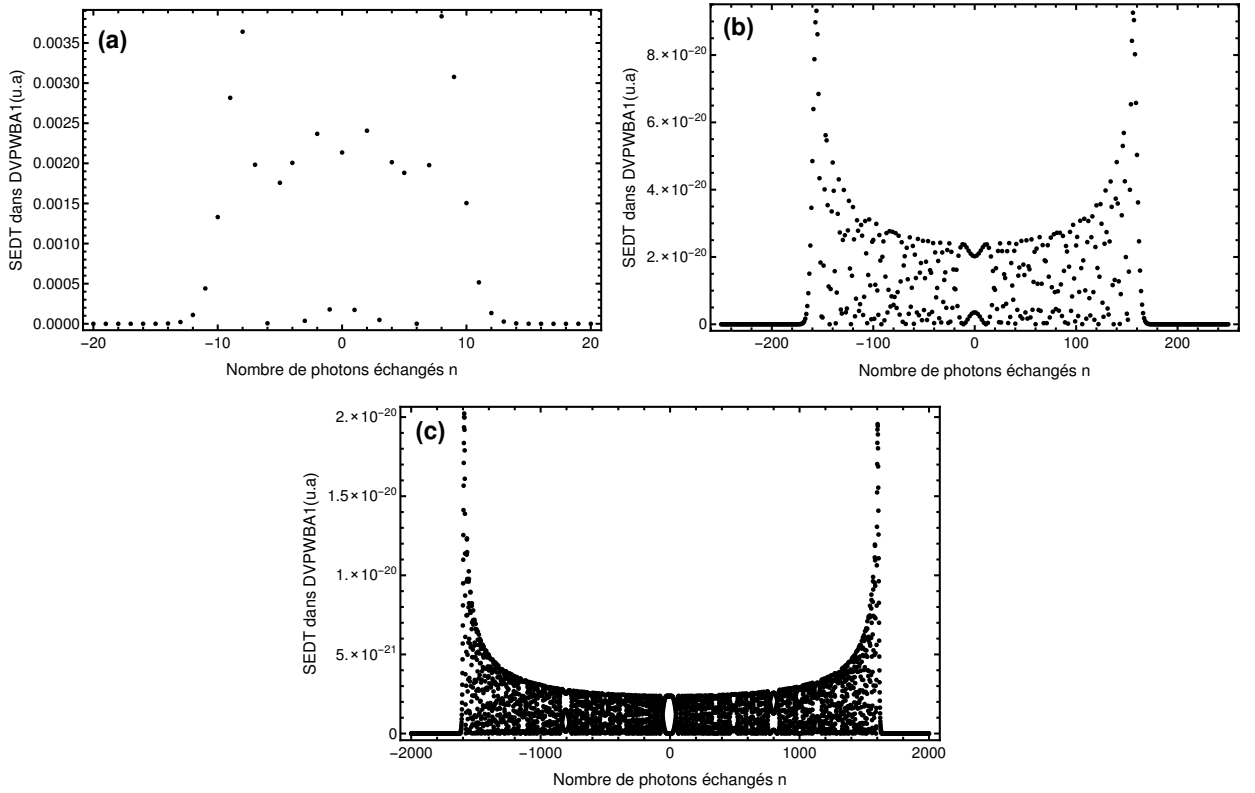 (a)
SEDT dans DVPWBA1(u.a)
0.0035
0.0030
0.0025
0.0020
0.0015
0.0010
0.0005
0.0000
−20 −10 0 10 20
Nombre de photons échangés n
(b)
SEDT dans DVPWBA1(u.a)
8.×10⁻²⁰
6.×10⁻²⁰
4.×10⁻²⁰
2.×10⁻²⁰
0
−200 −100 0 100 200
Nombre de photons échangés n
(c)
SEDT dans DVPWBA1(u.a)
2.×10⁻²⁰
1.5×10⁻²⁰
1.×10⁻²⁰
5.×10⁻²¹
0
−2000 −1000 0 1000 2000
Nombre de photons échangés n